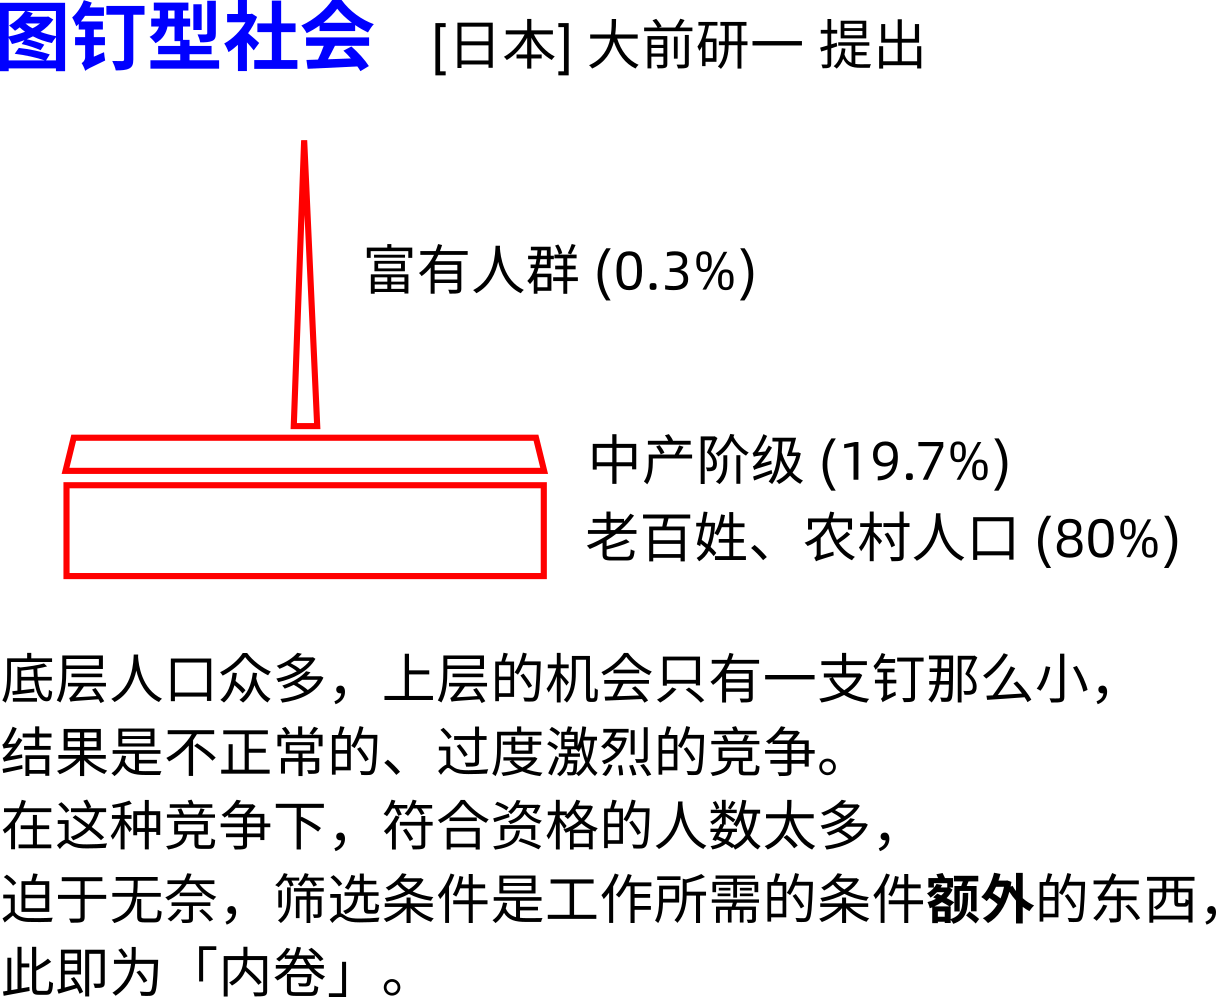 图钉型社会 [日本] 大前研一 提出
富有人群 (0.3%)
中产阶级 (19.7%)
老百姓、农村人口 (80%)
底层人口众多，上层的机会只有一支钉那么小，
结果是不正常的、过度激烈的竞争。
在这种竞争下，符合资格的人数太多，
迫于无奈，筛选条件是工作所需的条件额外的东西，
此即为「内卷」。